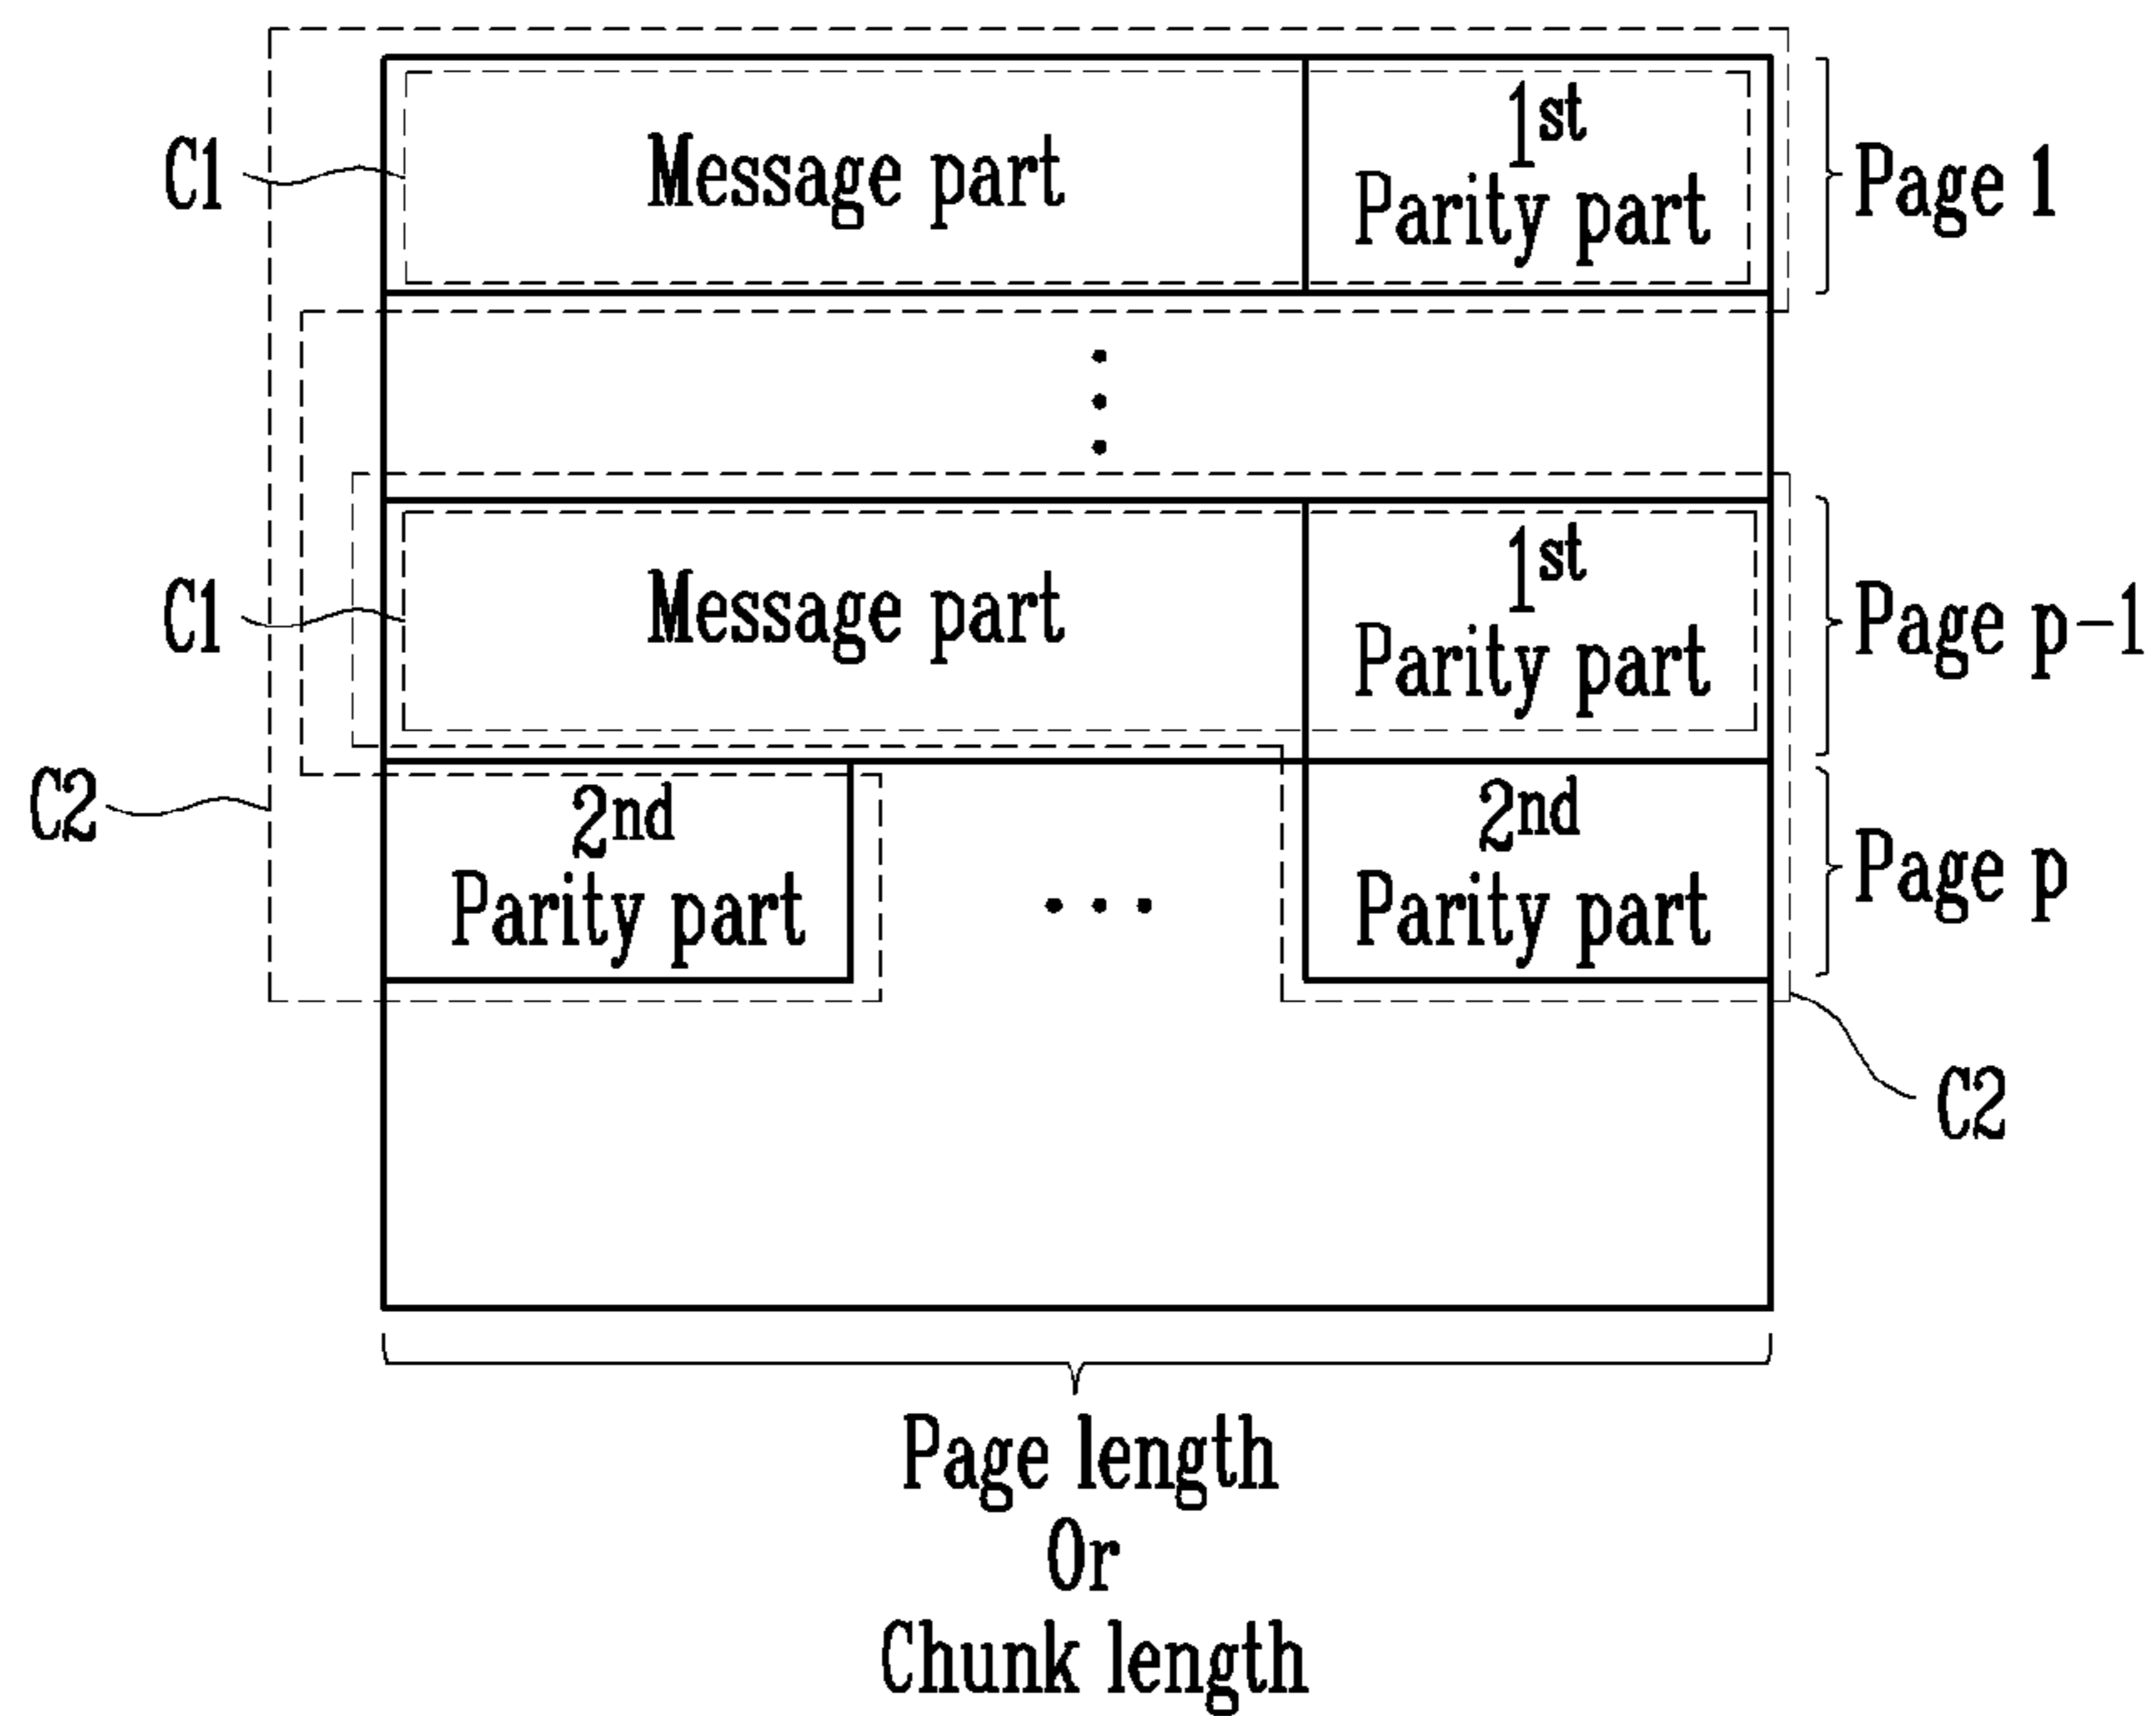 C1
Message part
1st
Parity part
Page 1
C1
Message part
1st
Parity part
Page p-1
C2
2nd
Parity part
2nd
Parity part
Page p
C2
Page length
Or
Chunk length